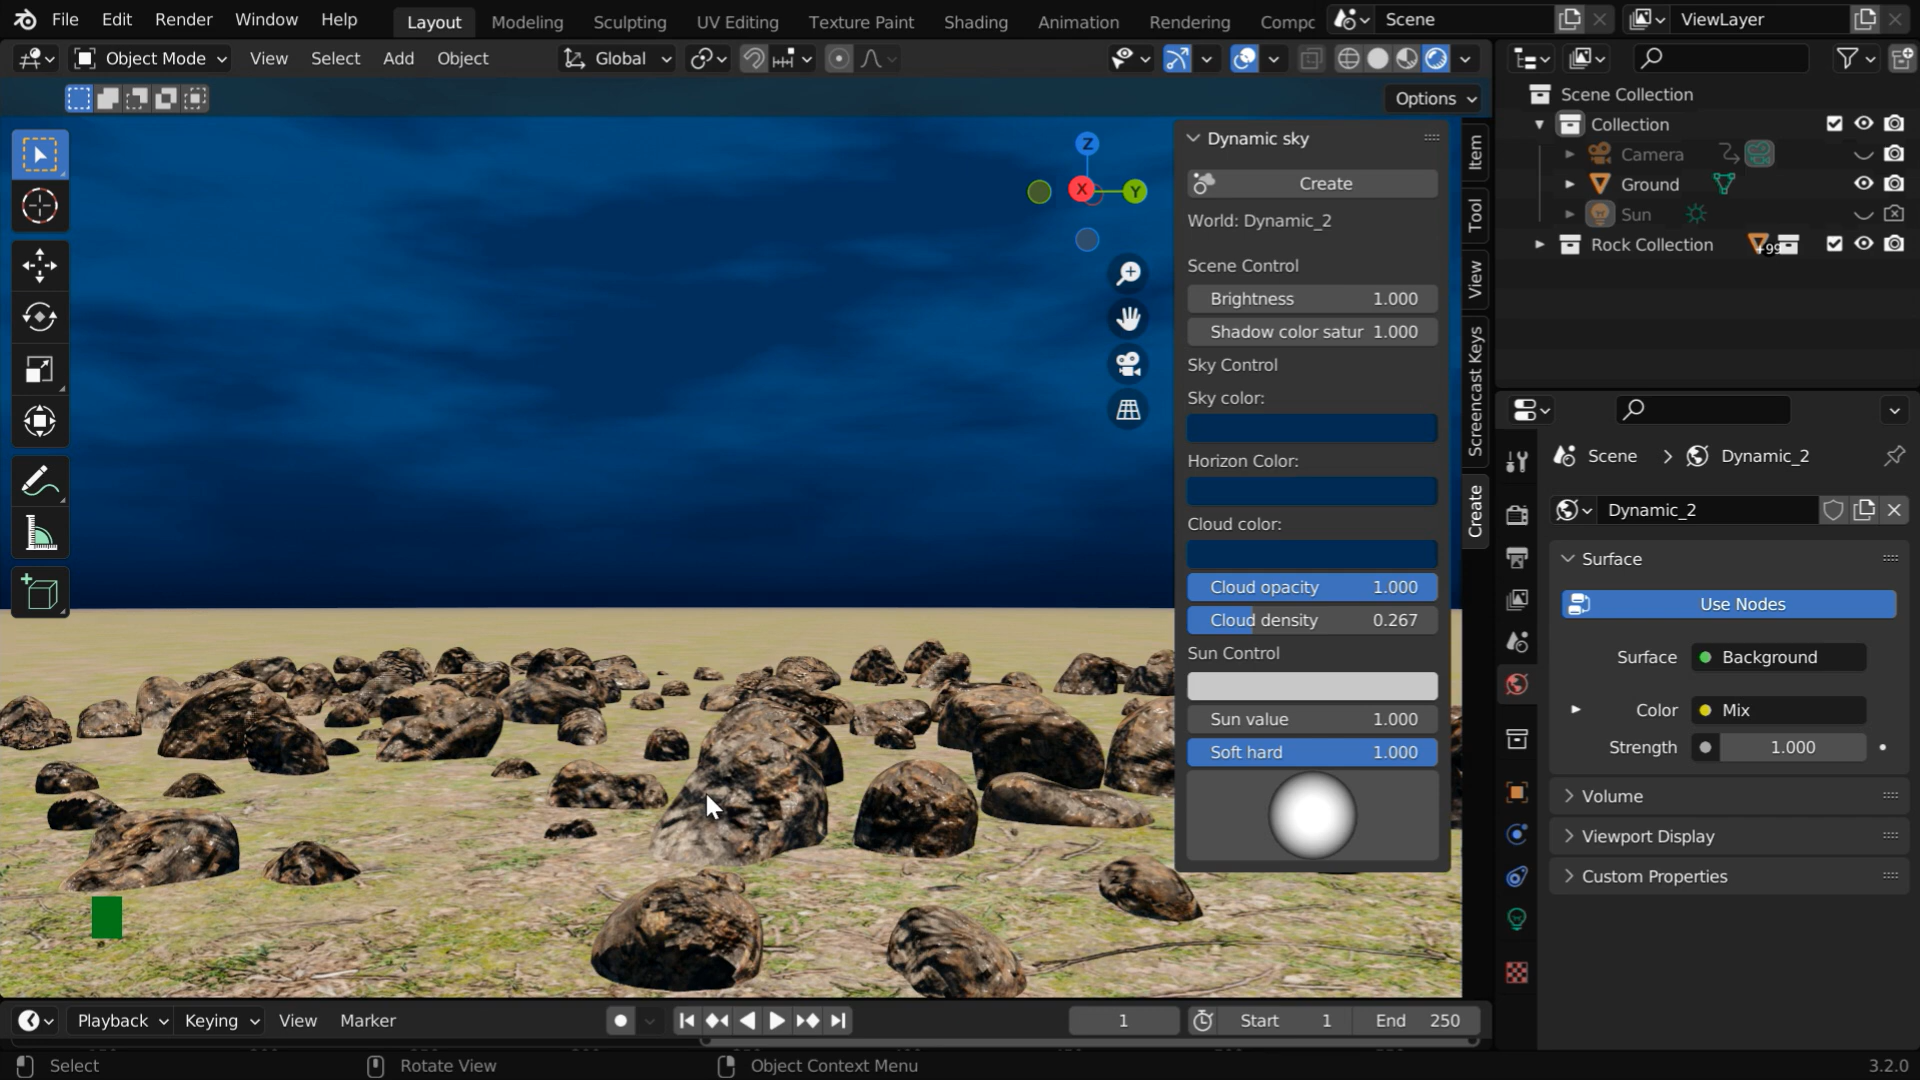 File Edit Render Window Help Layout Modeling Sculpting UV Editing Texture Paint Shading Animation Rendering Compc Scene ViewLayer
Object Mode View Select Add Object Global
Options
Scene Collection
Collection
Camera
Ground
Sun
Rock Collection +99
Z
X
Y
Dynamic sky
Create
World: Dynamic_2
Scene Control
Brightness 1.000
Shadow color satur 1.000
Sky Control
Sky color:
Horizon Color:
Cloud color:
Cloud opacity 1.000
Cloud density 0.267
Sun Control
Sun value 1.000
Soft hard 1.000
Item
Tool
View
Screencast Keys
Create
Scene > Dynamic_2
Dynamic_2
Surface
Use Nodes
Surface Background
Color Mix
Strength 1.000
Volume
Viewport Display
Custom Properties
Playback Keying View Marker 1 Start 1 End 250
Select Rotate View Object Context Menu 3.2.0